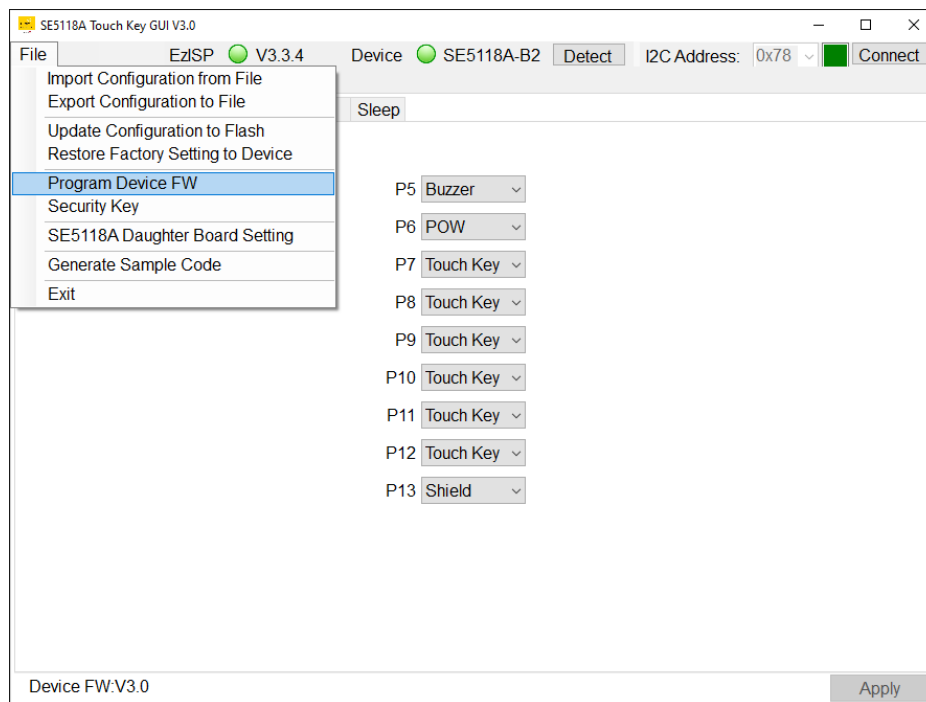 SE5118A Touch Key GUI V3.0
File EzISP V3.3.4 Device SE5118A-B2 Detect I2C Address: 0x78 Connect
Import Configuration from File
Export Configuration to File
Update Configuration to Flash
Restore Factory Setting to Device
Program Device FW
Security Key
SE5118A Daughter Board Setting
Generate Sample Code
Exit
Sleep
P5 Buzzer
P6 POW
P7 Touch Key
P8 Touch Key
P9 Touch Key
P10 Touch Key
P11 Touch Key
P12 Touch Key
P13 Shield
Device FW:V3.0 Apply